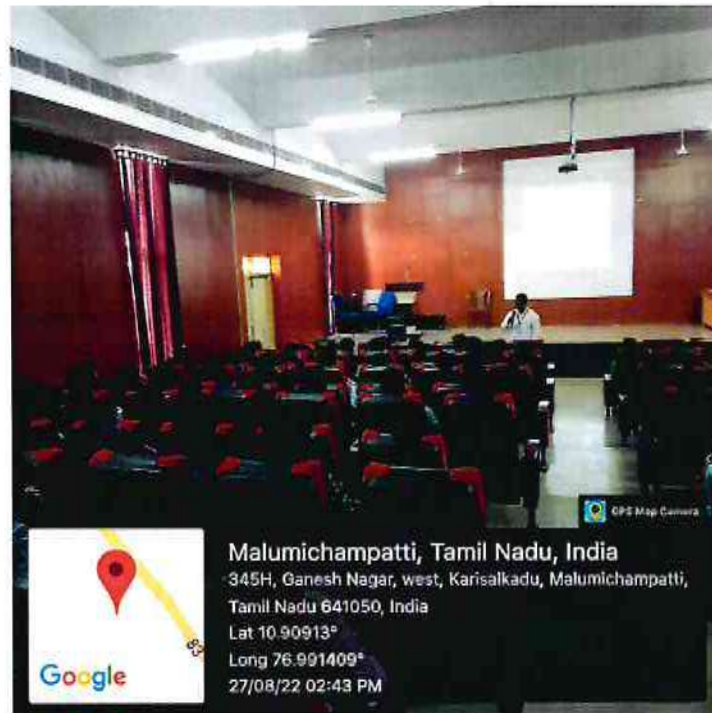 GPS Map Camera
Malumichampatti, Tamil Nadu, India
345H, Ganesh Nagar, west, Karisalkadu, Malumichampatti,
Tamil Nadu 641050, India
Lat 10.90913°
Long 76.991409°
27/08/22 02:43 PM
83
Google